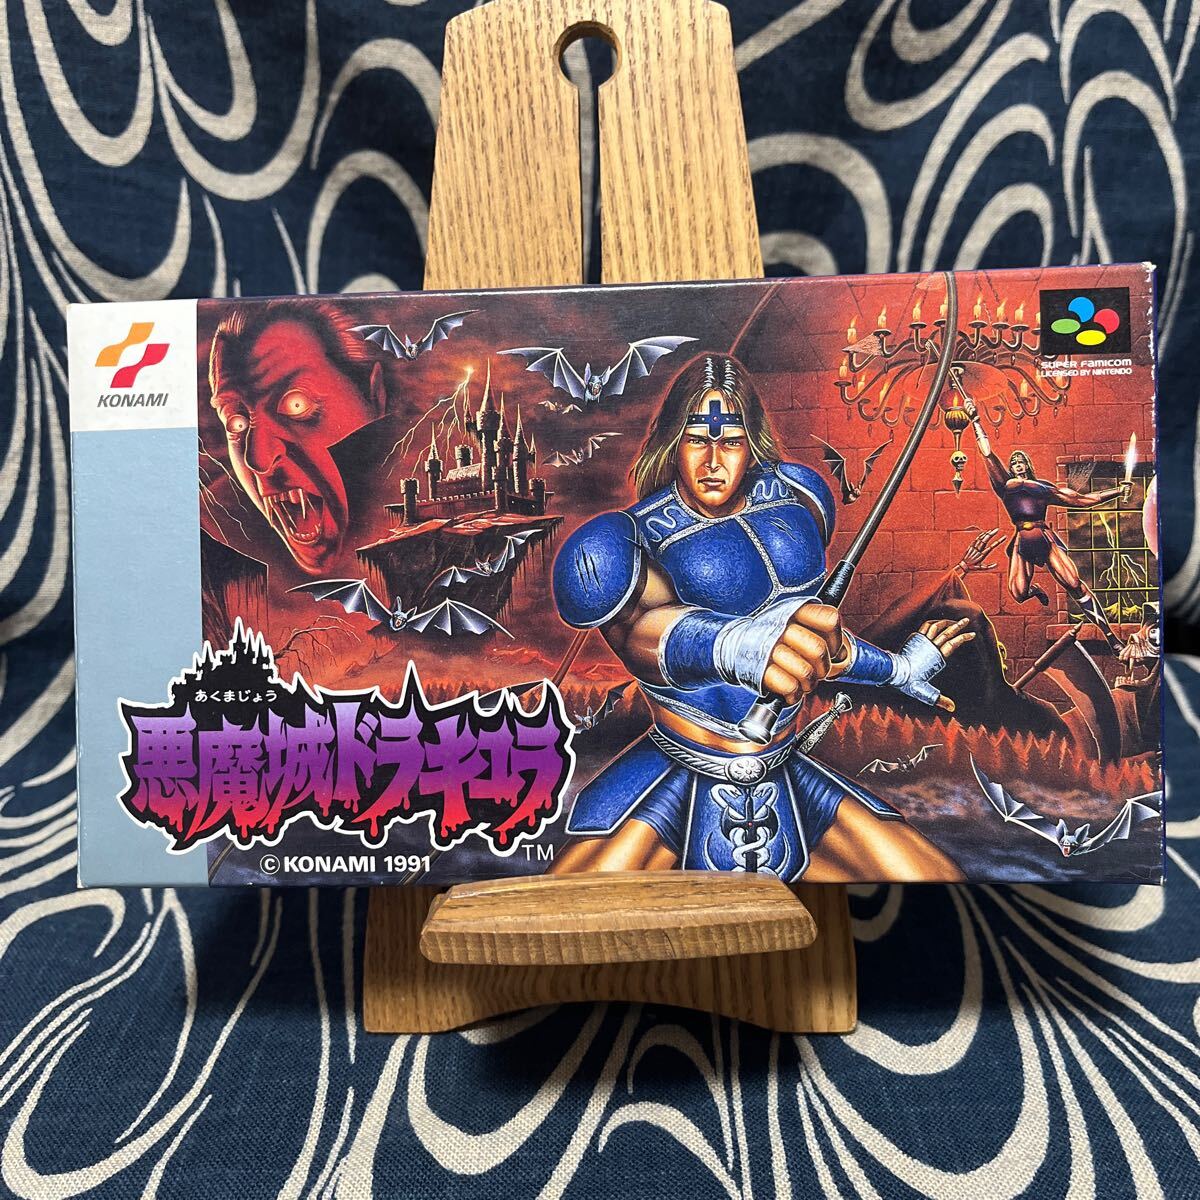 KONAMI
SUPER FAMICOM
LICENSED BY NINTENDO
あくまじょう
悪魔城ドラキュラ
TM
© KONAMI 1991